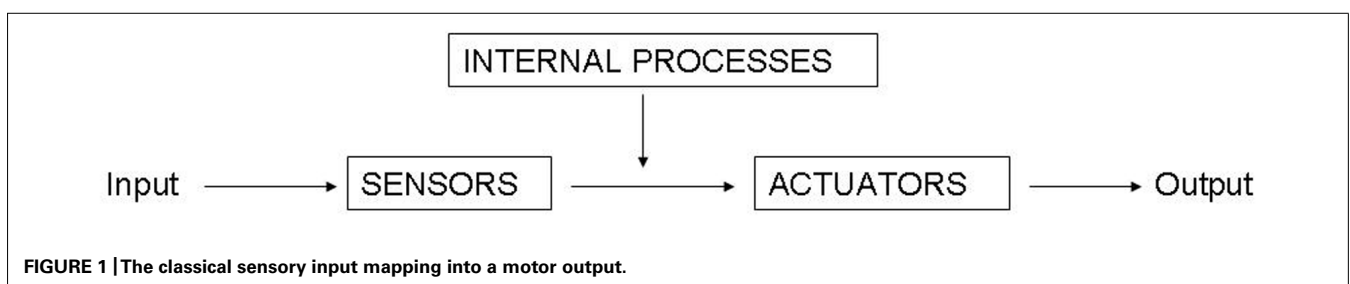 INTERNAL PROCESSES
Input SENSORS ACTUATORS Output
FIGURE 1 | The classical sensory input mapping into a motor output.